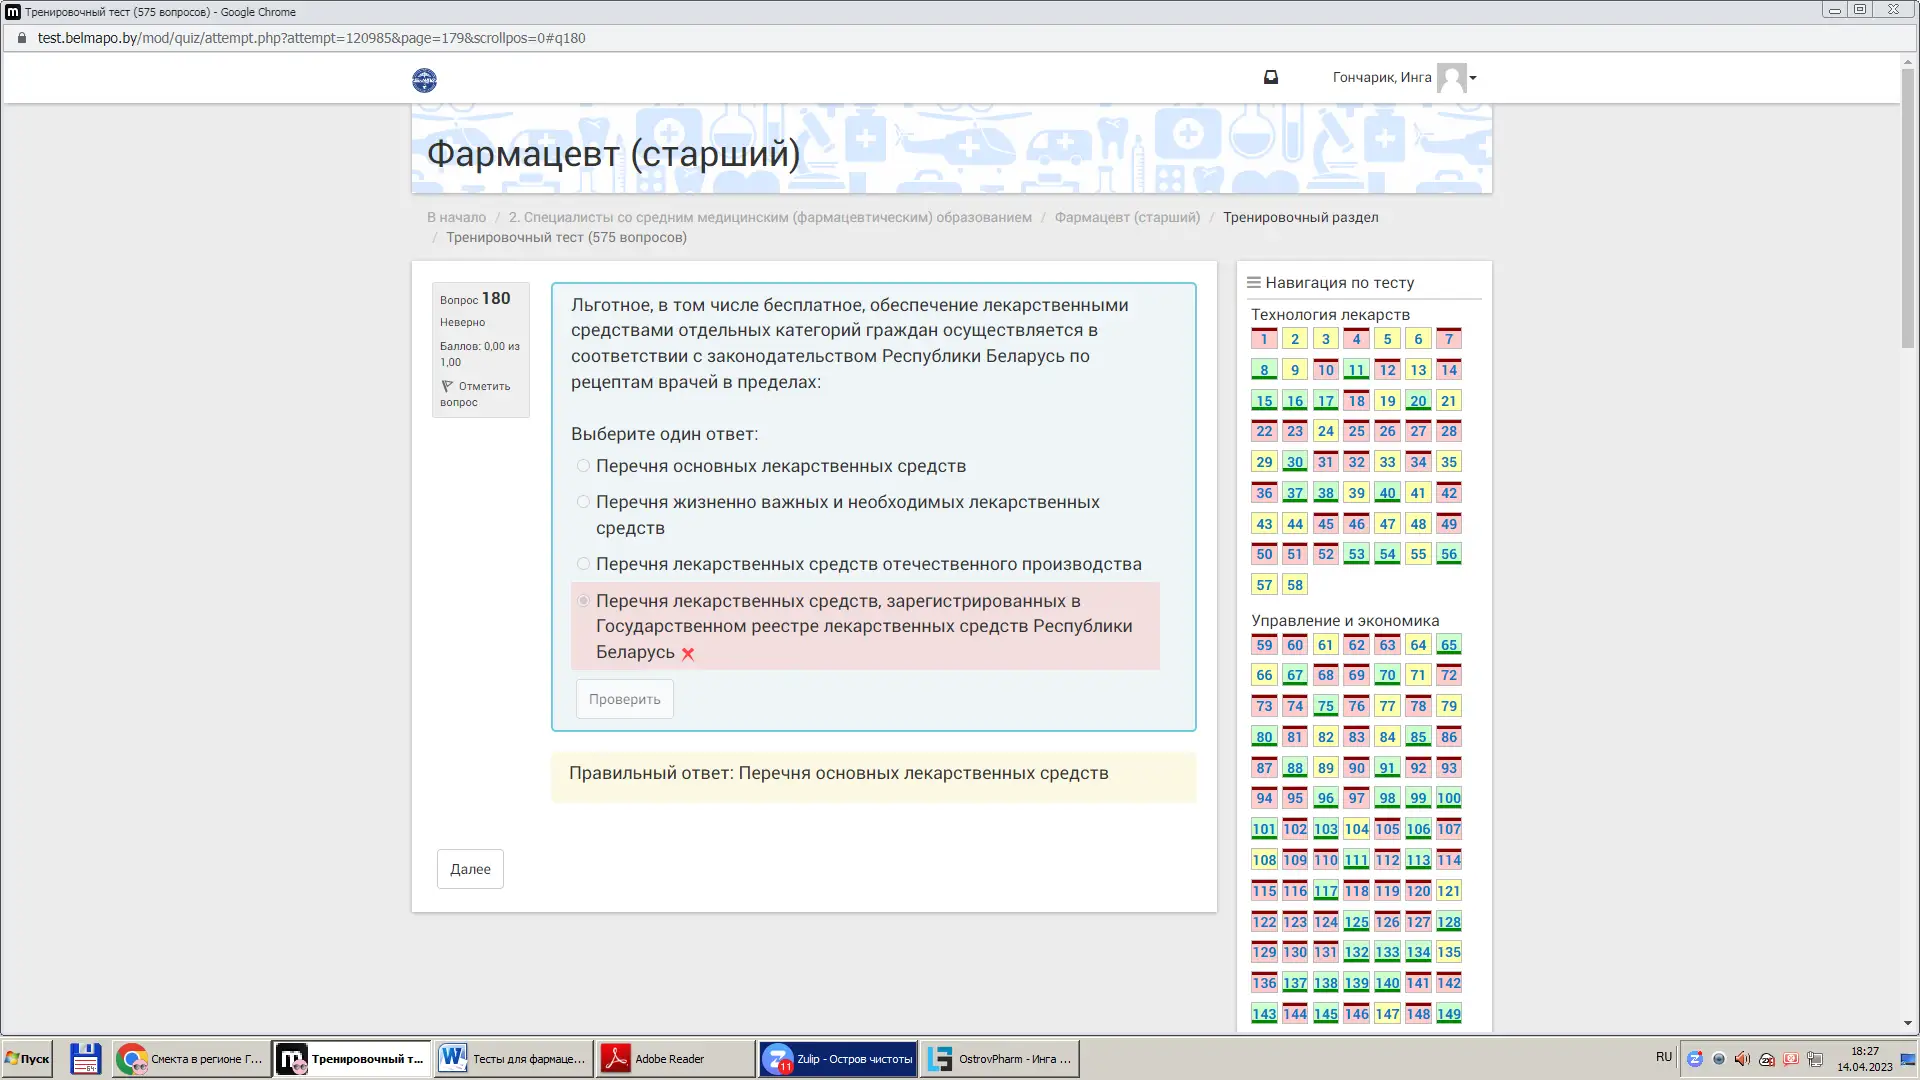 Тренировочный тест (575 вопросов) - Google Chrome
test.belmapo.by/mod/quiz/attempt.php?attempt=120985&page=179&scrollpos=0#q180
Гончарик, Инга
Фармацевт (старший)
В начало / 2. Специалисты со средним медицинским (фармацевтическим) образованием / Фармацевт (старший) / Тренировочный раздел
/ Тренировочный тест (575 вопросов)
Вопрос 180
Неверно
Баллов: 0,00 из
1,00
Отметить
вопрос
Льготное, в том числе бесплатное, обеспечение лекарственными
средствами отдельных категорий граждан осуществляется в
соответствии с законодательством Республики Беларусь по
рецептам врачей в пределах:
Выберите один ответ:
Перечня основных лекарственных средств
Перечня жизненно важных и необходимых лекарственных
средств
Перечня лекарственных средств отечественного производства
Перечня лекарственных средств, зарегистрированных в
Государственном реестре лекарственных средств Республики
Беларусь
Проверить
Правильный ответ: Перечня основных лекарственных средств
Далее
Навигация по тесту
Технология лекарств
1 2 3 4 5 6 7
8 9 10 11 12 13 14
15 16 17 18 19 20 21
22 23 24 25 26 27 28
29 30 31 32 33 34 35
36 37 38 39 40 41 42
43 44 45 46 47 48 49
50 51 52 53 54 55 56
57 58
Управление и экономика
59 60 61 62 63 64 65
66 67 68 69 70 71 72
73 74 75 76 77 78 79
80 81 82 83 84 85 86
87 88 89 90 91 92 93
94 95 96 97 98 99 100
101 102 103 104 105 106 107
108 109 110 111 112 113 114
115 116 117 118 119 120 121
122 123 124 125 126 127 128
129 130 131 132 133 134 135
136 137 138 139 140 141 142
143 144 145 146 147 148 149
Пуск
Смекта в регионе Г...
Тренировочный т...
Тесты для фармаце...
Adobe Reader
11
Zulip - Остров чистоты
OstrovPharm - Инга ...
RU
18:27
14.04.2023